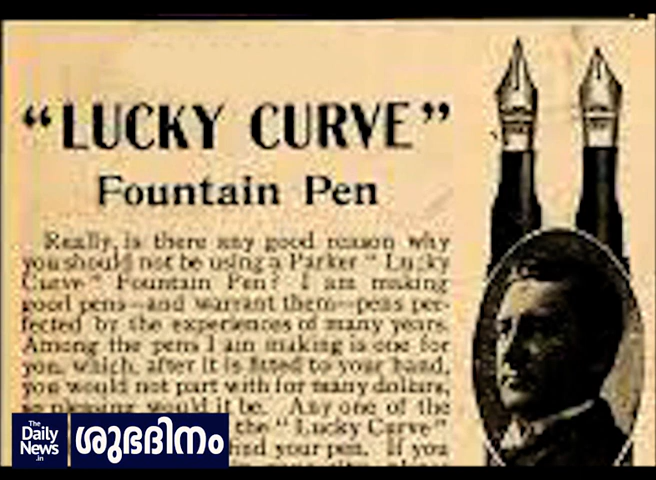 “LUCKY CURVE”
Fountain Pen
Really, is there any good reason why
you should not be using a Parker “Lucky
Curve” Fountain Pen? I am making
good pens—and warrant them—pens per-
fected by the experiences of many years.
Among the pens I am making is one for
you, which, after it is fitted to your hand,
you would not part with for many dollars,
so pleasing would it be. Any one of the
the “Lucky Curve”
find your pen. If you
The
Daily
News
.in
ശുഭദിനം